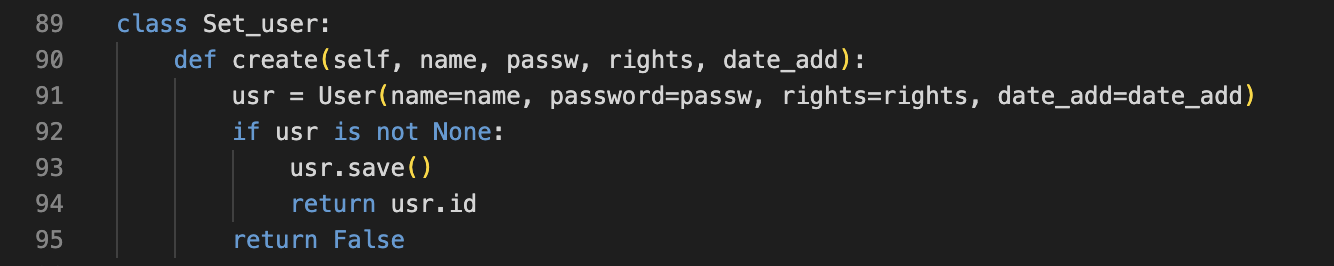 89 class Set_user:
90 def create(self, name, passw, rights, date_add):
91 usr = User(name=name, password=passw, rights=rights, date_add=date_add)
92 if usr is not None:
93 usr.save()
94 return usr.id
95 return False